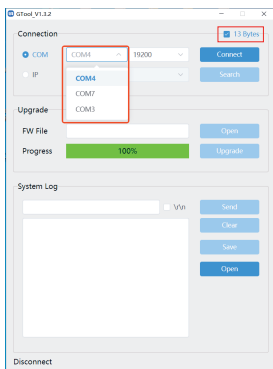 GTool_V1.3.2
Connection
13 Bytes
COM COM4 19200 Connect
IP Search
COM4
COM7
COM3
Upgrade
FW File Open
Progress 100% Upgrade
System Log
\r\n Send
Clear
Save
Open
Disconnect